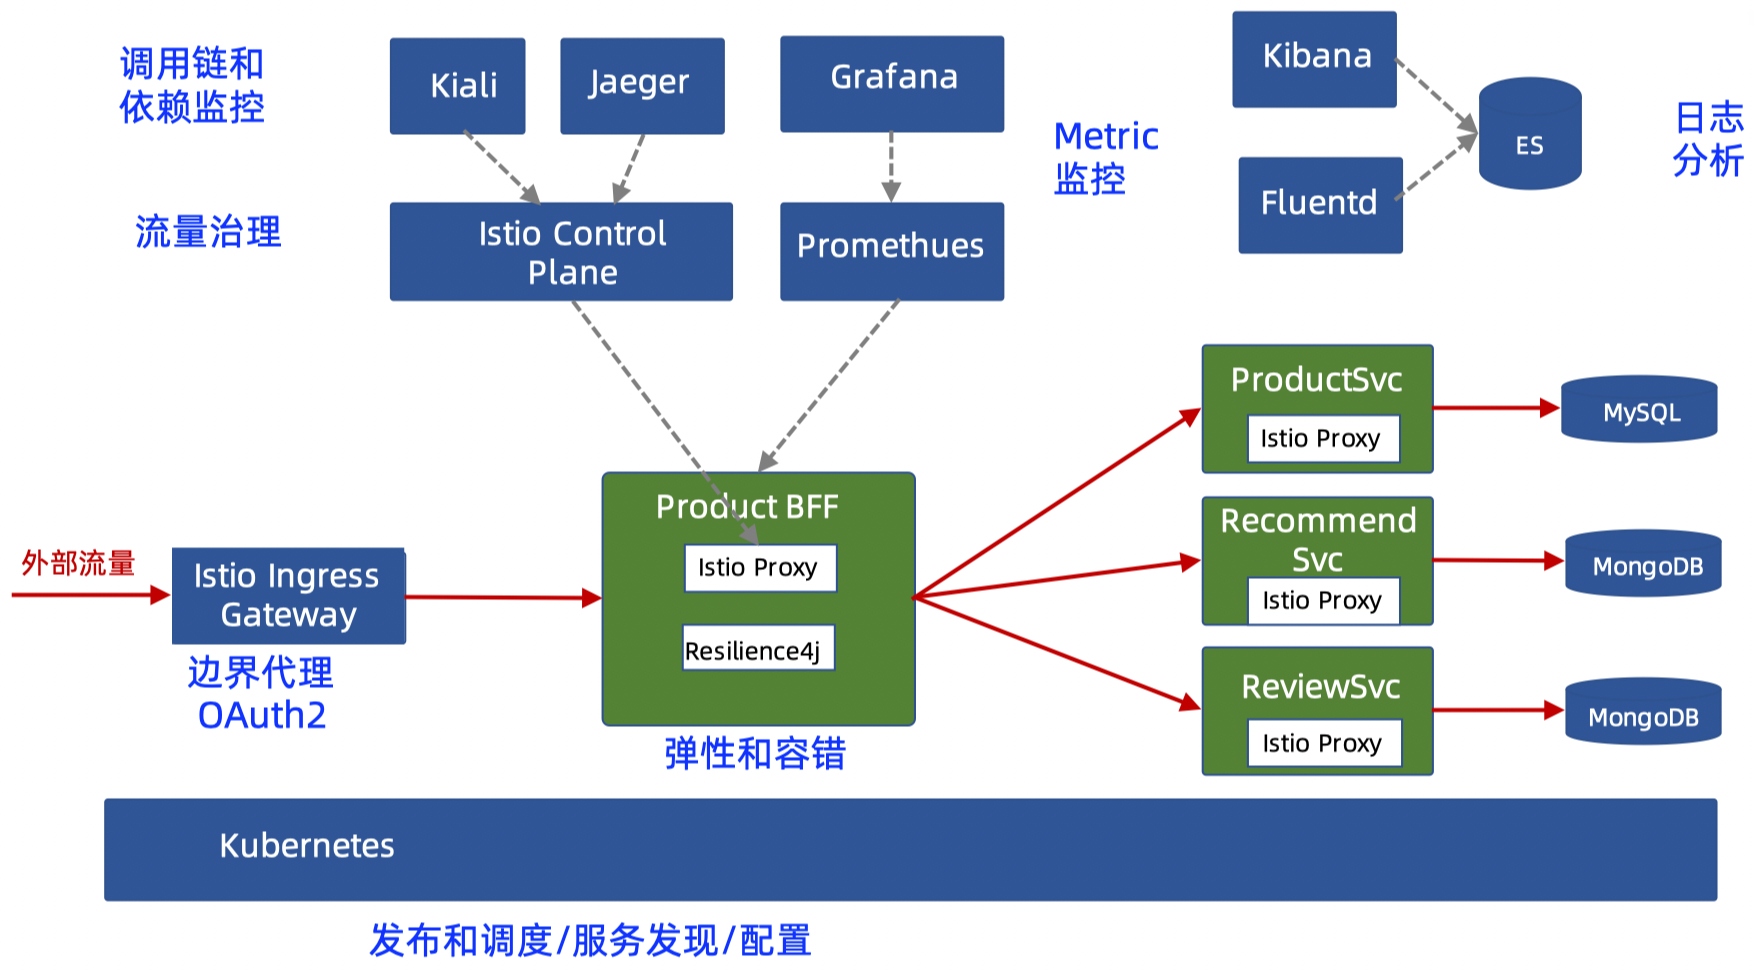 调用链和
依赖监控
Kiali
Jaeger
Grafana
Kibana
Metric
监控
ES
日志
分析
Fluentd
流量治理
Istio Control
Plane
Promethues
ProductSvc
Istio Proxy
MySQL
外部流量
Istio Ingress
Gateway
边界代理
OAuth2
Product BFF
Istio Proxy
Resilience4j
弹性和容错
Recommend
Svc
Istio Proxy
MongoDB
ReviewSvc
Istio Proxy
MongoDB
Kubernetes
发布和调度/服务发现/配置